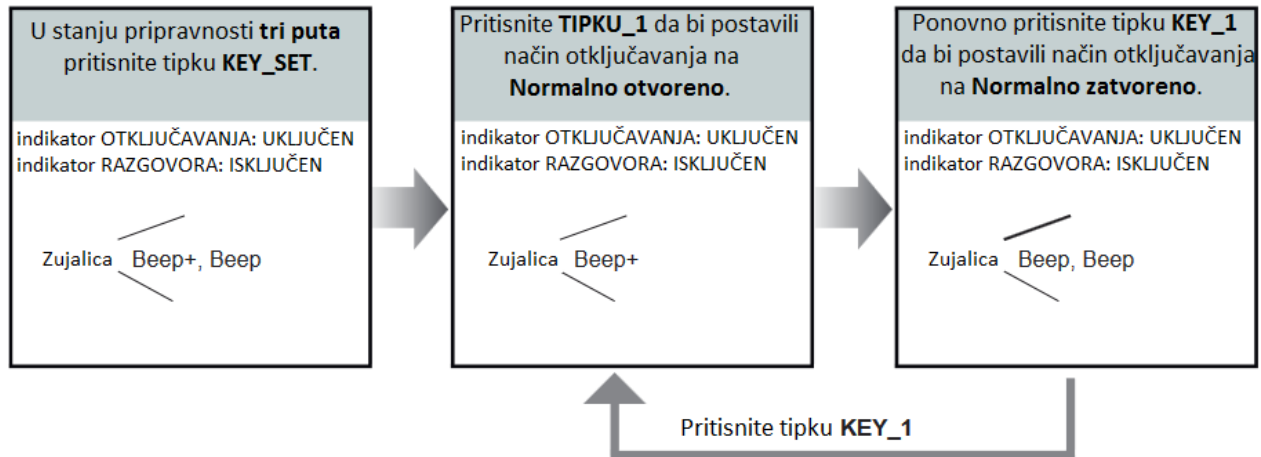 U stanju pripravnosti tri puta
pritisnite tipku KEY_SET.
indikator OTKLJUČAVANJA: UKLJUČEN
indikator RAZGOVORA: ISKLJUČEN
Zujalica Beep+, Beep
Pritisnite TIPKU_1 da bi postavili
način otključavanja na
Normalno otvoreno.
indikator OTKLJUČAVANJA: UKLJUČEN
indikator RAZGOVORA: ISKLJUČEN
Zujalica Beep+
Ponovno pritisnite tipku KEY_1
da bi postavili način otključavanja
na Normalno zatvoreno.
indikator OTKLJUČAVANJA: UKLJUČEN
indikator RAZGOVORA: ISKLJUČEN
Zujalica Beep, Beep
Pritisnite tipku KEY_1